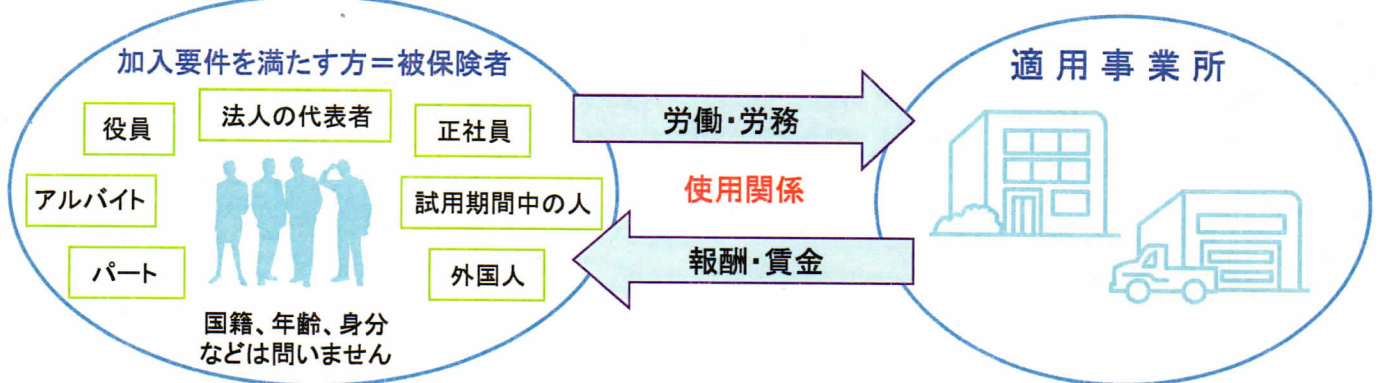 加入要件を満たす方＝被保険者
役員
法人の代表者
正社員
アルバイト
試用期間中の人
パート
外国人
国籍、年齢、身分
などは問いません
労働・労務
使用関係
報酬・賃金
適用事業所